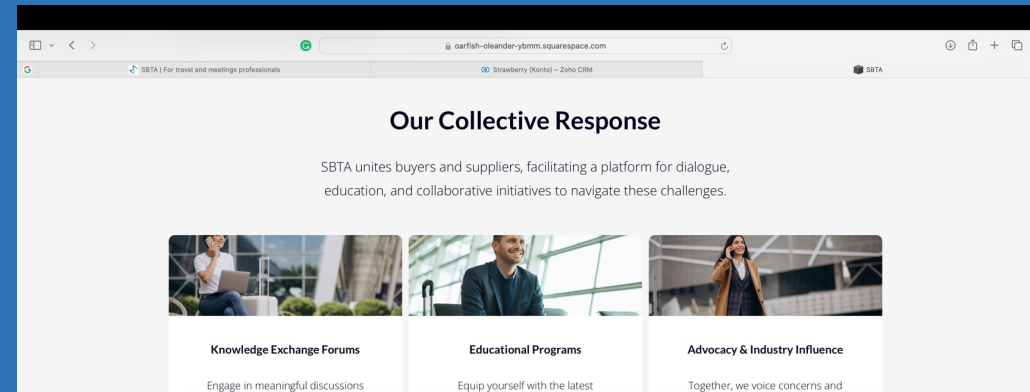 oarfish-oleander-ybmm.squarespace.com
SBTA | For travel and meetings professionals
Strawberry (Konto) – Zoho CRM
SBTA
Our Collective Response
SBTA unites buyers and suppliers, facilitating a platform for dialogue,
education, and collaborative initiatives to navigate these challenges.
Knowledge Exchange Forums
Educational Programs
Advocacy & Industry Influence
Engage in meaningful discussions
Equip yourself with the latest
Together, we voice concerns and